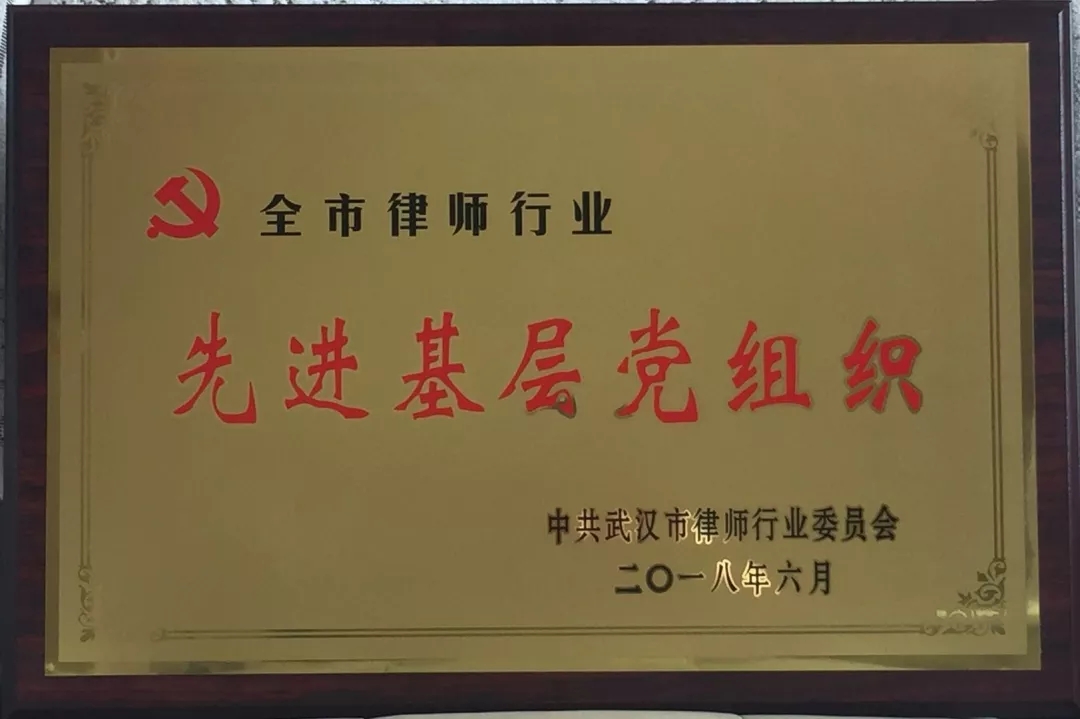 全市律师行业
先进基层党组织
中共武汉市律师行业委员会
二〇一八年六月